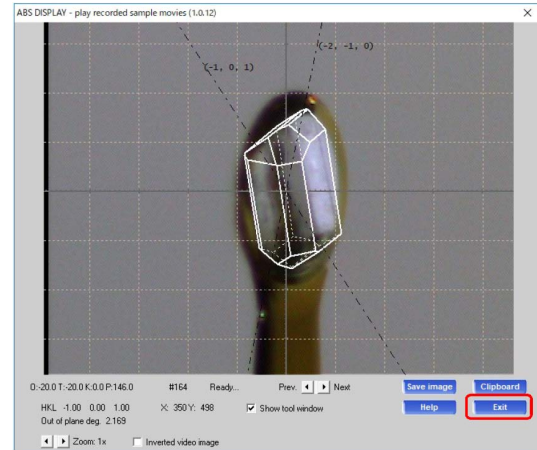 ABS DISPLAY - play recorded sample movies (1.0.12)
(-2, -1, 0)
(-1, 0, 1)
O:-20.0 T:-20.0 K:0.0 P:146.0 #164 Ready... Prev. Next Save image Clipboard
HKL -1.00 0.00 1.00 X: 350 Y: 498 Show tool window Help Exit
Out of plane deg. 2.169
Zoom: 1x Inverted video image